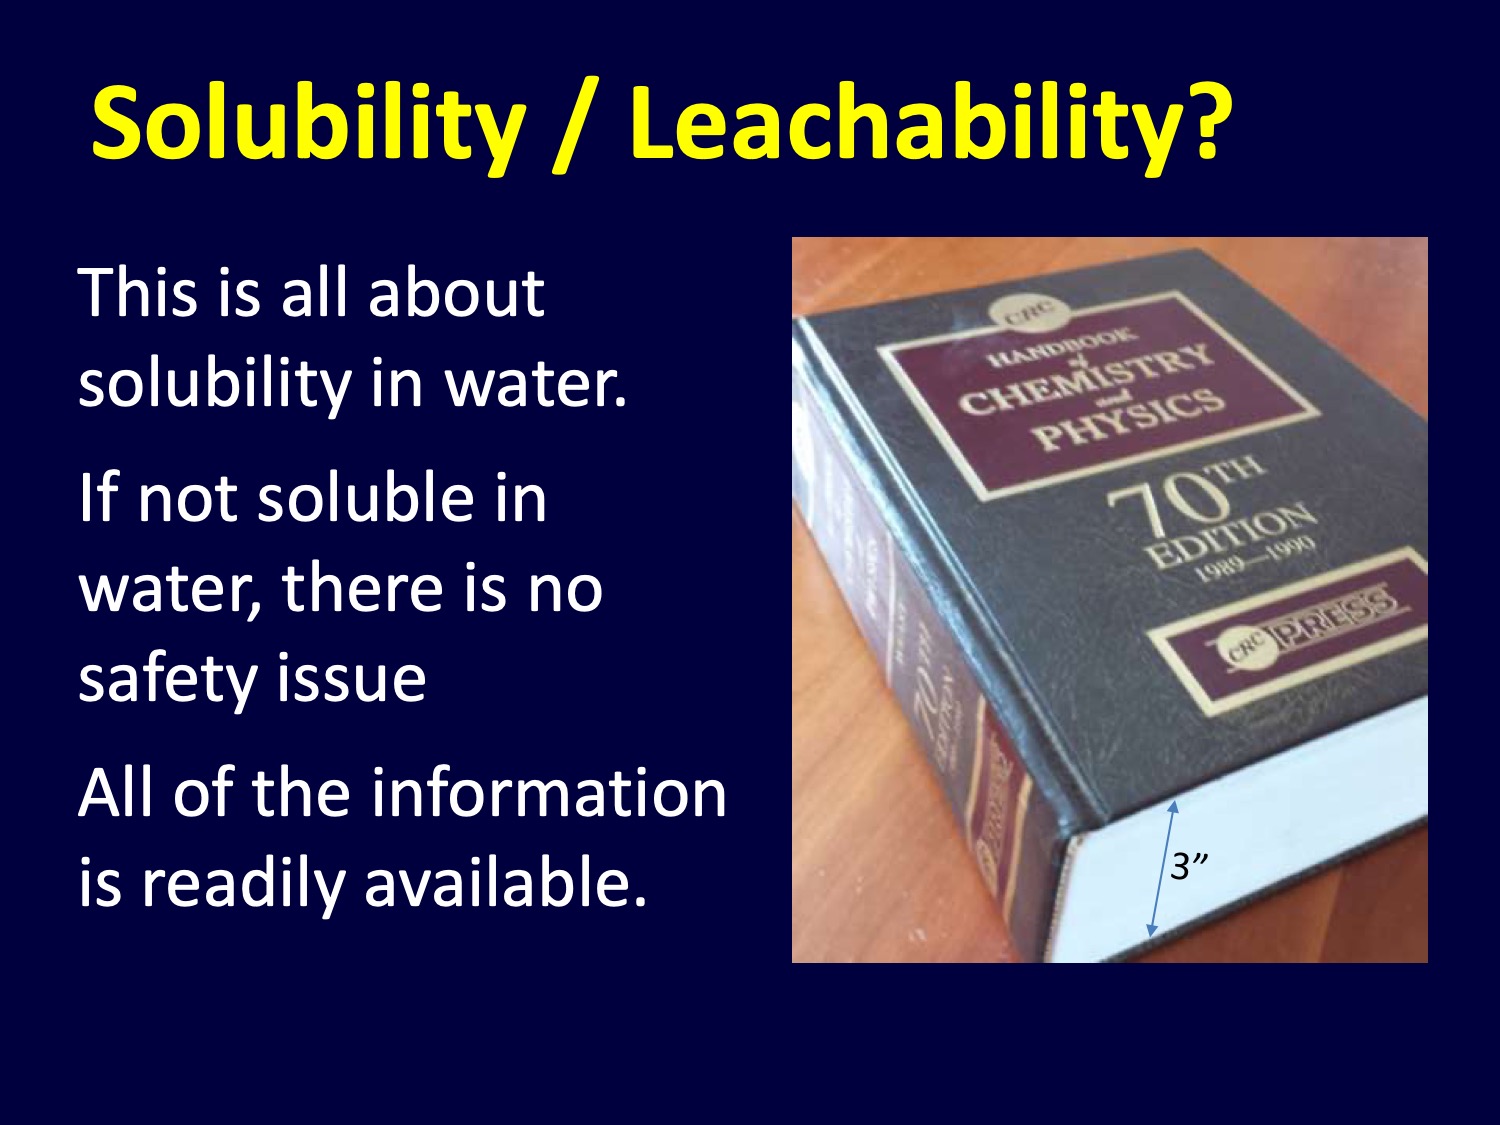 Solubility / Leachability?
This is all about
solubility in water.
If not soluble in
water, there is no
safety issue
All of the information
is readily available.
CRC
HANDBOOK
of
CHEMISTRY
and
PHYSICS
70TH
EDITION
1989—1990
CRC PRESS
70TH
EDITION
3”